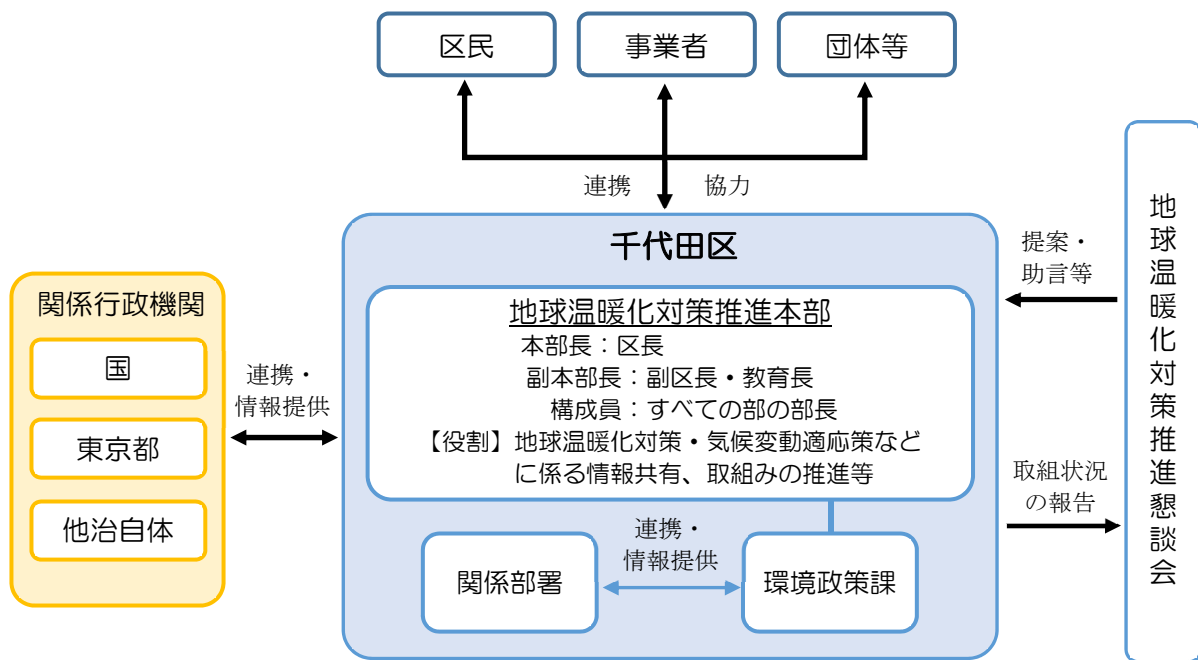 区民
事業者
団体等
連携 協力
千代田区
地球温暖化対策推進本部
本部長：区長
副本部長：副区長・教育長
構成員：すべての部の部長
【役割】地球温暖化対策・気候変動適応策など
に係る情報共有、取組みの推進等
連携・
情報提供
関係部署
環境政策課
関係行政機関
国
東京都
他治自体
連携・
情報提供
提案・
助言等
取組状況
の報告
地球温暖化対策推進懇談会